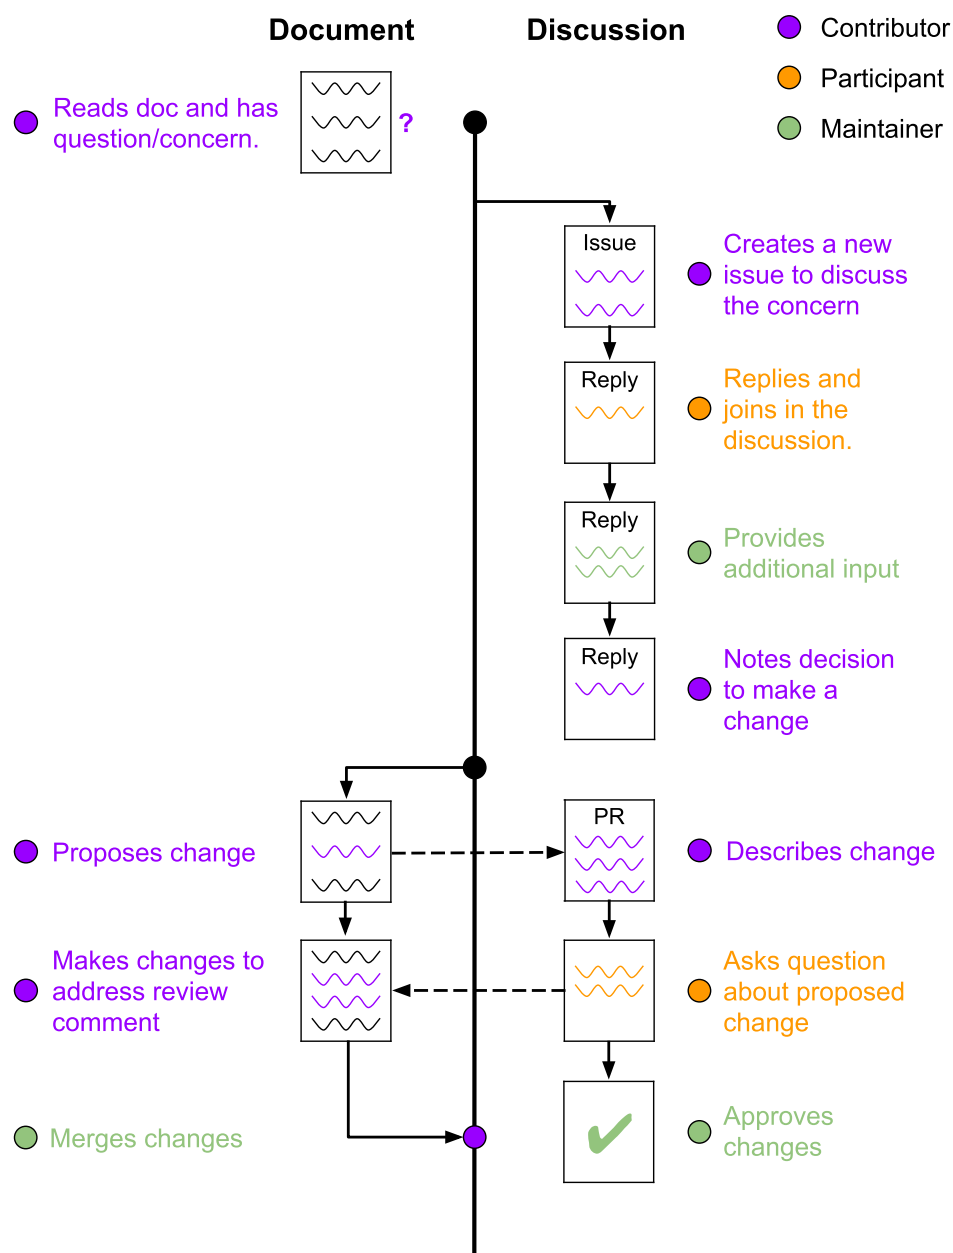 Document
Discussion
Contributor
Participant
Maintainer
Reads doc and has
question/concern.
?
Issue
Creates a new
issue to discuss
the concern
Reply
Replies and
joins in the
discussion.
Reply
Provides
additional input
Reply
Notes decision
to make a
change
Proposes change
PR
Describes change
Makes changes to
address review
comment
Asks question
about proposed
change
Merges changes
Approves
changes